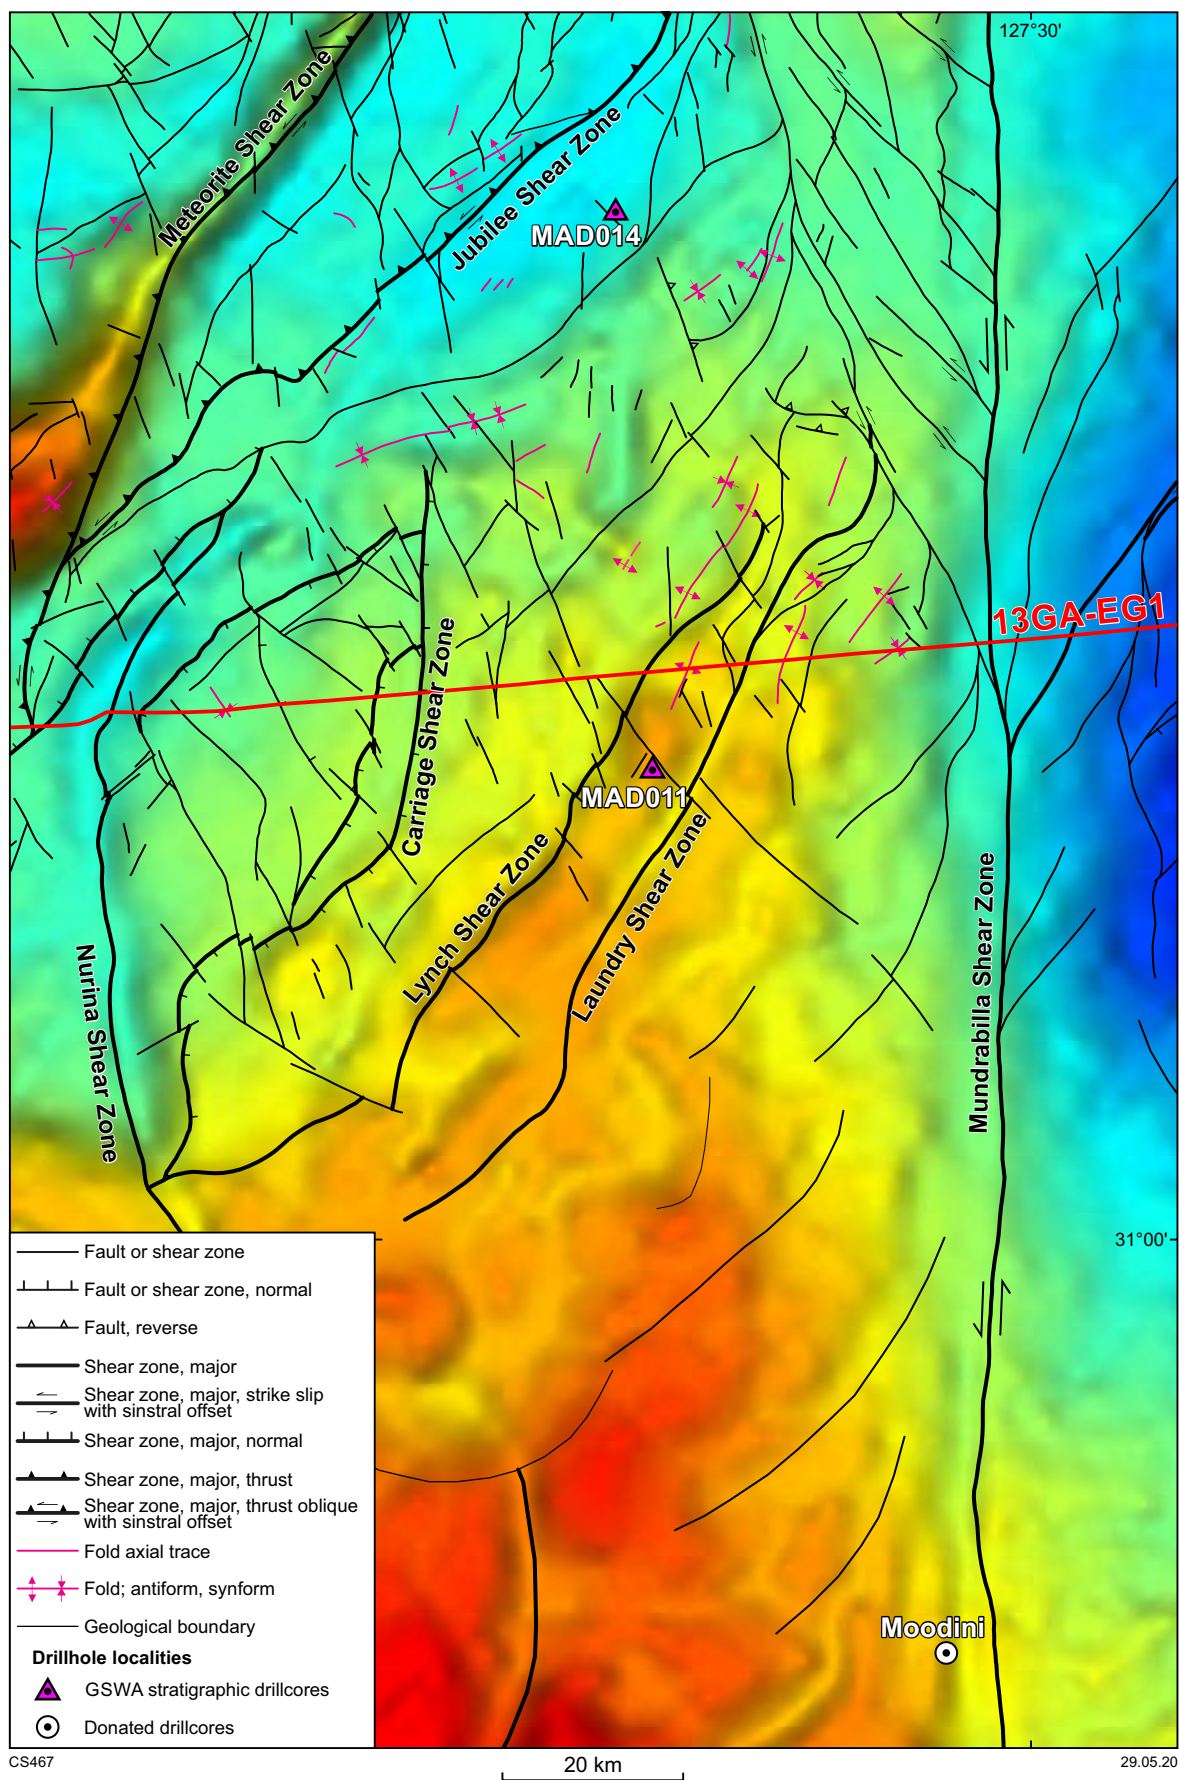 127°30'
Meteorite Shear Zone
Jubilee Shear Zone
MAD014
13GA-EG1
Carriage Shear Zone
MAD011
Lynch Shear Zone
Laundry Shear Zone
Nurina Shear Zone
Mundrabilla Shear Zone
31°00'
Fault or shear zone
Fault or shear zone, normal
Fault, reverse
Shear zone, major
Shear zone, major, strike slip
with sinstral offset
Shear zone, major, normal
Shear zone, major, thrust
Shear zone, major, thrust oblique
with sinstral offset
Fold axial trace
Fold; antiform, synform
Geological boundary
Drillhole localities
GSWA stratigraphic drillcores
Donated drillcores
Moodini
CS467
20 km
29.05.20